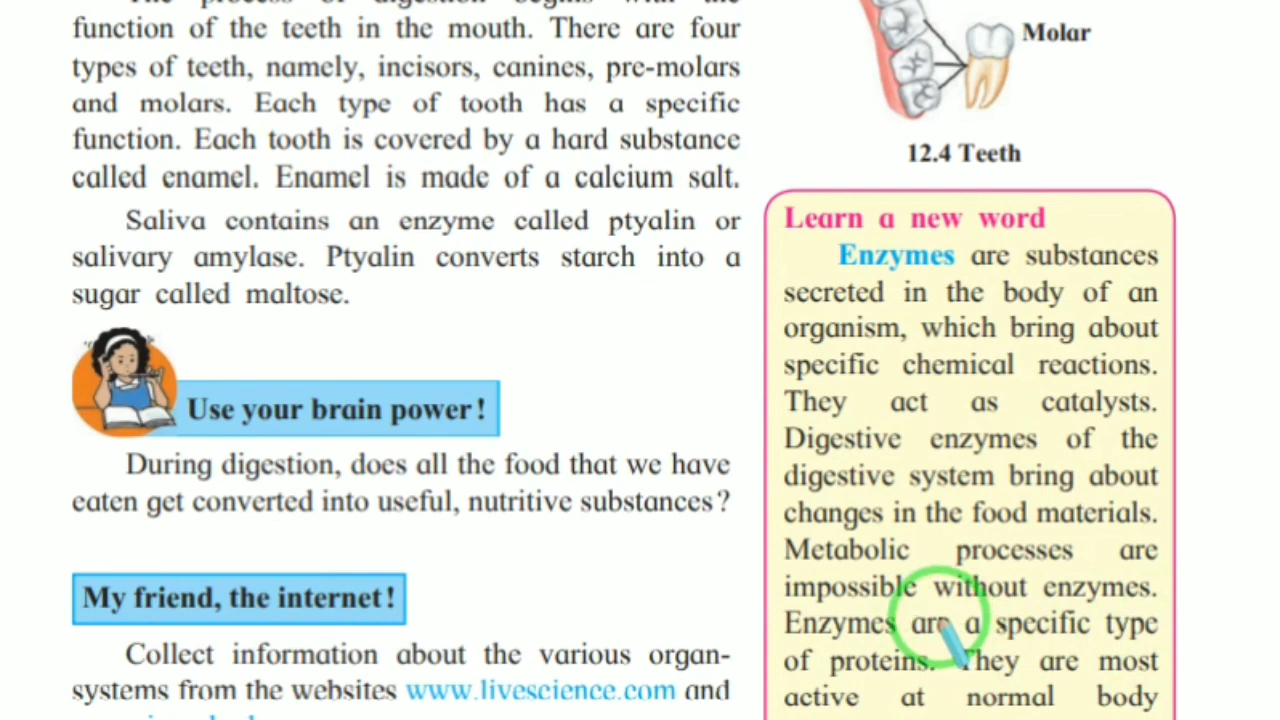 The process of digestion begins with the
function of the teeth in the mouth. There are four
types of teeth, namely, incisors, canines, pre-molars
and molars. Each type of tooth has a specific
function. Each tooth is covered by a hard substance
called enamel. Enamel is made of a calcium salt.
Saliva contains an enzyme called ptyalin or
salivary amylase. Ptyalin converts starch into a
sugar called maltose.
Use your brain power!
During digestion, does all the food that we have
eaten get converted into useful, nutritive substances?
My friend, the internet!
Collect information about the various organ-
systems from the websites www.livescience.com and
Molar
12.4 Teeth
Learn a new word
Enzymes are substances
secreted in the body of an
organism, which bring about
specific chemical reactions.
They act as catalysts.
Digestive enzymes of the
digestive system bring about
changes in the food materials.
Metabolic processes are
impossible without enzymes.
Enzymes are a specific type
of proteins. They are most
active at normal body